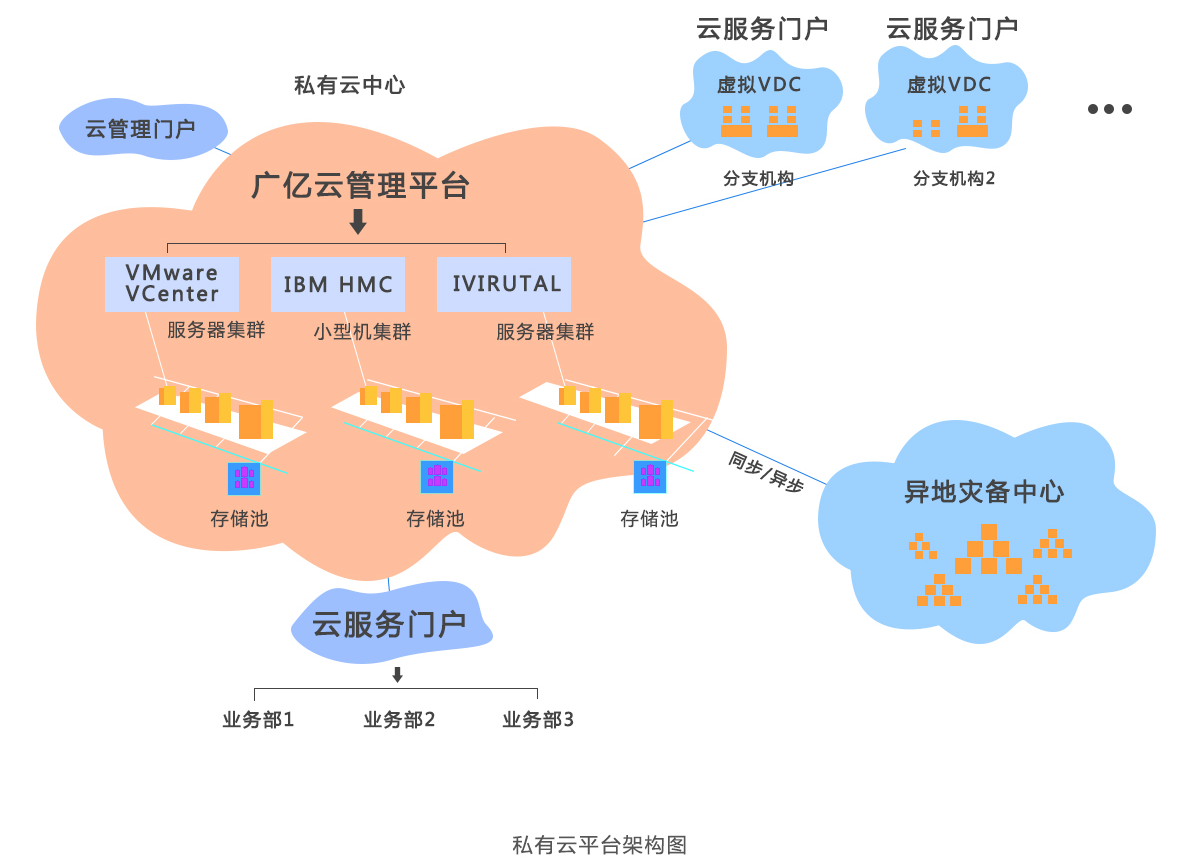 云服务门户
云服务门户
虚拟VDC
虚拟VDC
私有云中心
云管理门户
分支机构
分支机构2
广亿云管理平台
VMware
VCenter
IBM HMC
IVIRUTAL
服务器集群
小型机集群
服务器集群
同步/异步
异地灾备中心
存储池
存储池
存储池
云服务门户
业务部1
业务部2
业务部3
私有云平台架构图